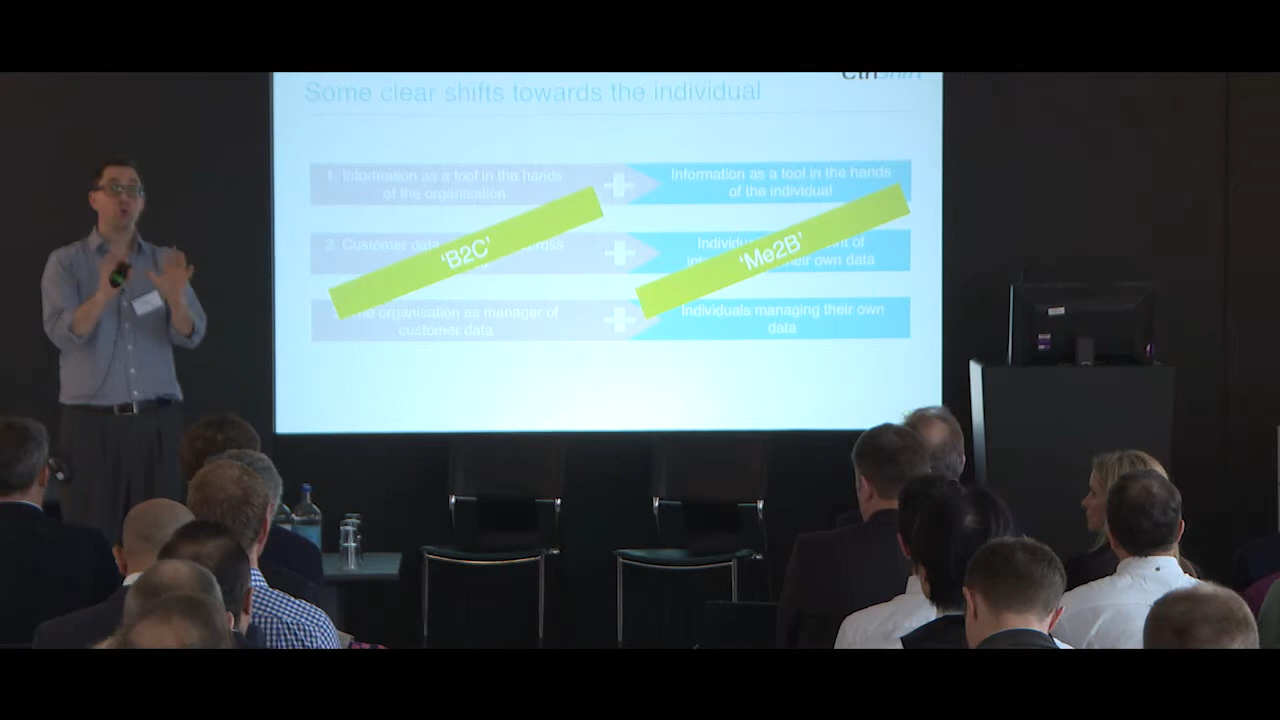 CtrlShift
Some clear shifts towards the individual
1. Information as a tool in the hands
of the organisation
Information as a tool in the hands
of the individual
2. Customer data
'B2C'
'Me2B'
their own data
The organisation as manager of
customer data
Individuals managing their own
data